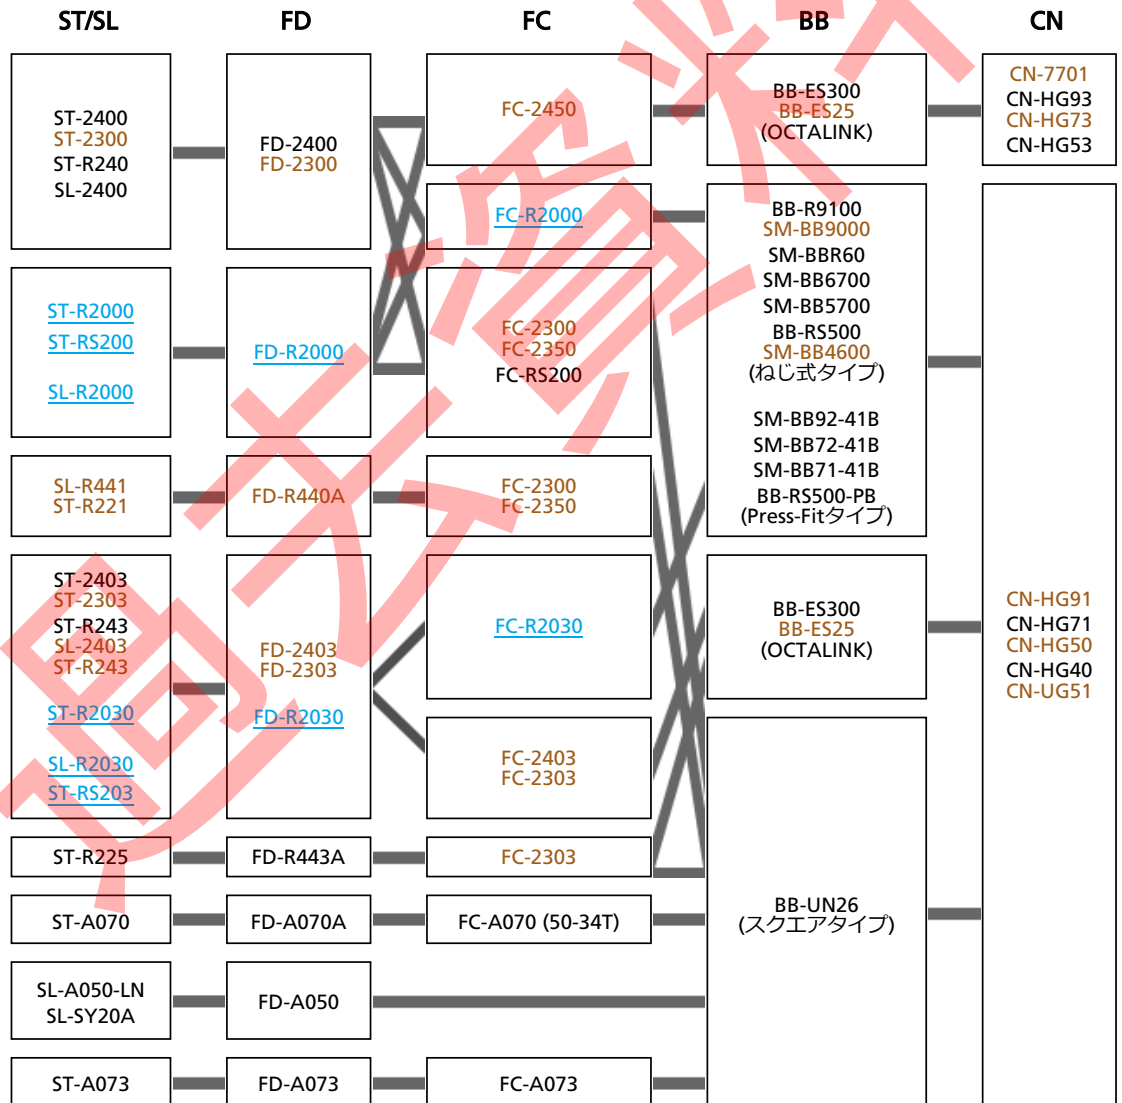 ST/SL
FD
FC
BB
CN
ST-2400
ST-2300
ST-R240
SL-2400
FD-2400
FD-2300
FC-2450
BB-ES300
BB-ES25
(OCTALINK)
CN-7701
CN-HG93
CN-HG73
CN-HG53
FC-R2000
BB-R9100
SM-BB9000
SM-BBR60
SM-BB6700
SM-BB5700
BB-RS500
SM-BB4600
(ねじ式タイプ)
SM-BB92-41B
SM-BB72-41B
SM-BB71-41B
BB-RS500-PB
(Press-Fitタイプ)
ST-R2000
ST-RS200
SL-R2000
FD-R2000
FC-2300
FC-2350
FC-RS200
SL-R441
ST-R221
FD-R440A
FC-2300
FC-2350
ST-2403
ST-2303
ST-R243
SL-2403
ST-R243
ST-R2030
SL-R2030
ST-RS203
FD-2403
FD-2303
FD-R2030
FC-R2030
BB-ES300
BB-ES25
(OCTALINK)
CN-HG91
CN-HG71
CN-HG50
CN-HG40
CN-UG51
FC-2403
FC-2303
ST-R225
FD-R443A
FC-2303
ST-A070
FD-A070A
FC-A070 (50-34T)
BB-UN26
(スクエアタイプ)
SL-A050-LN
SL-SY20A
FD-A050
ST-A073
FD-A073
FC-A073
過去資料